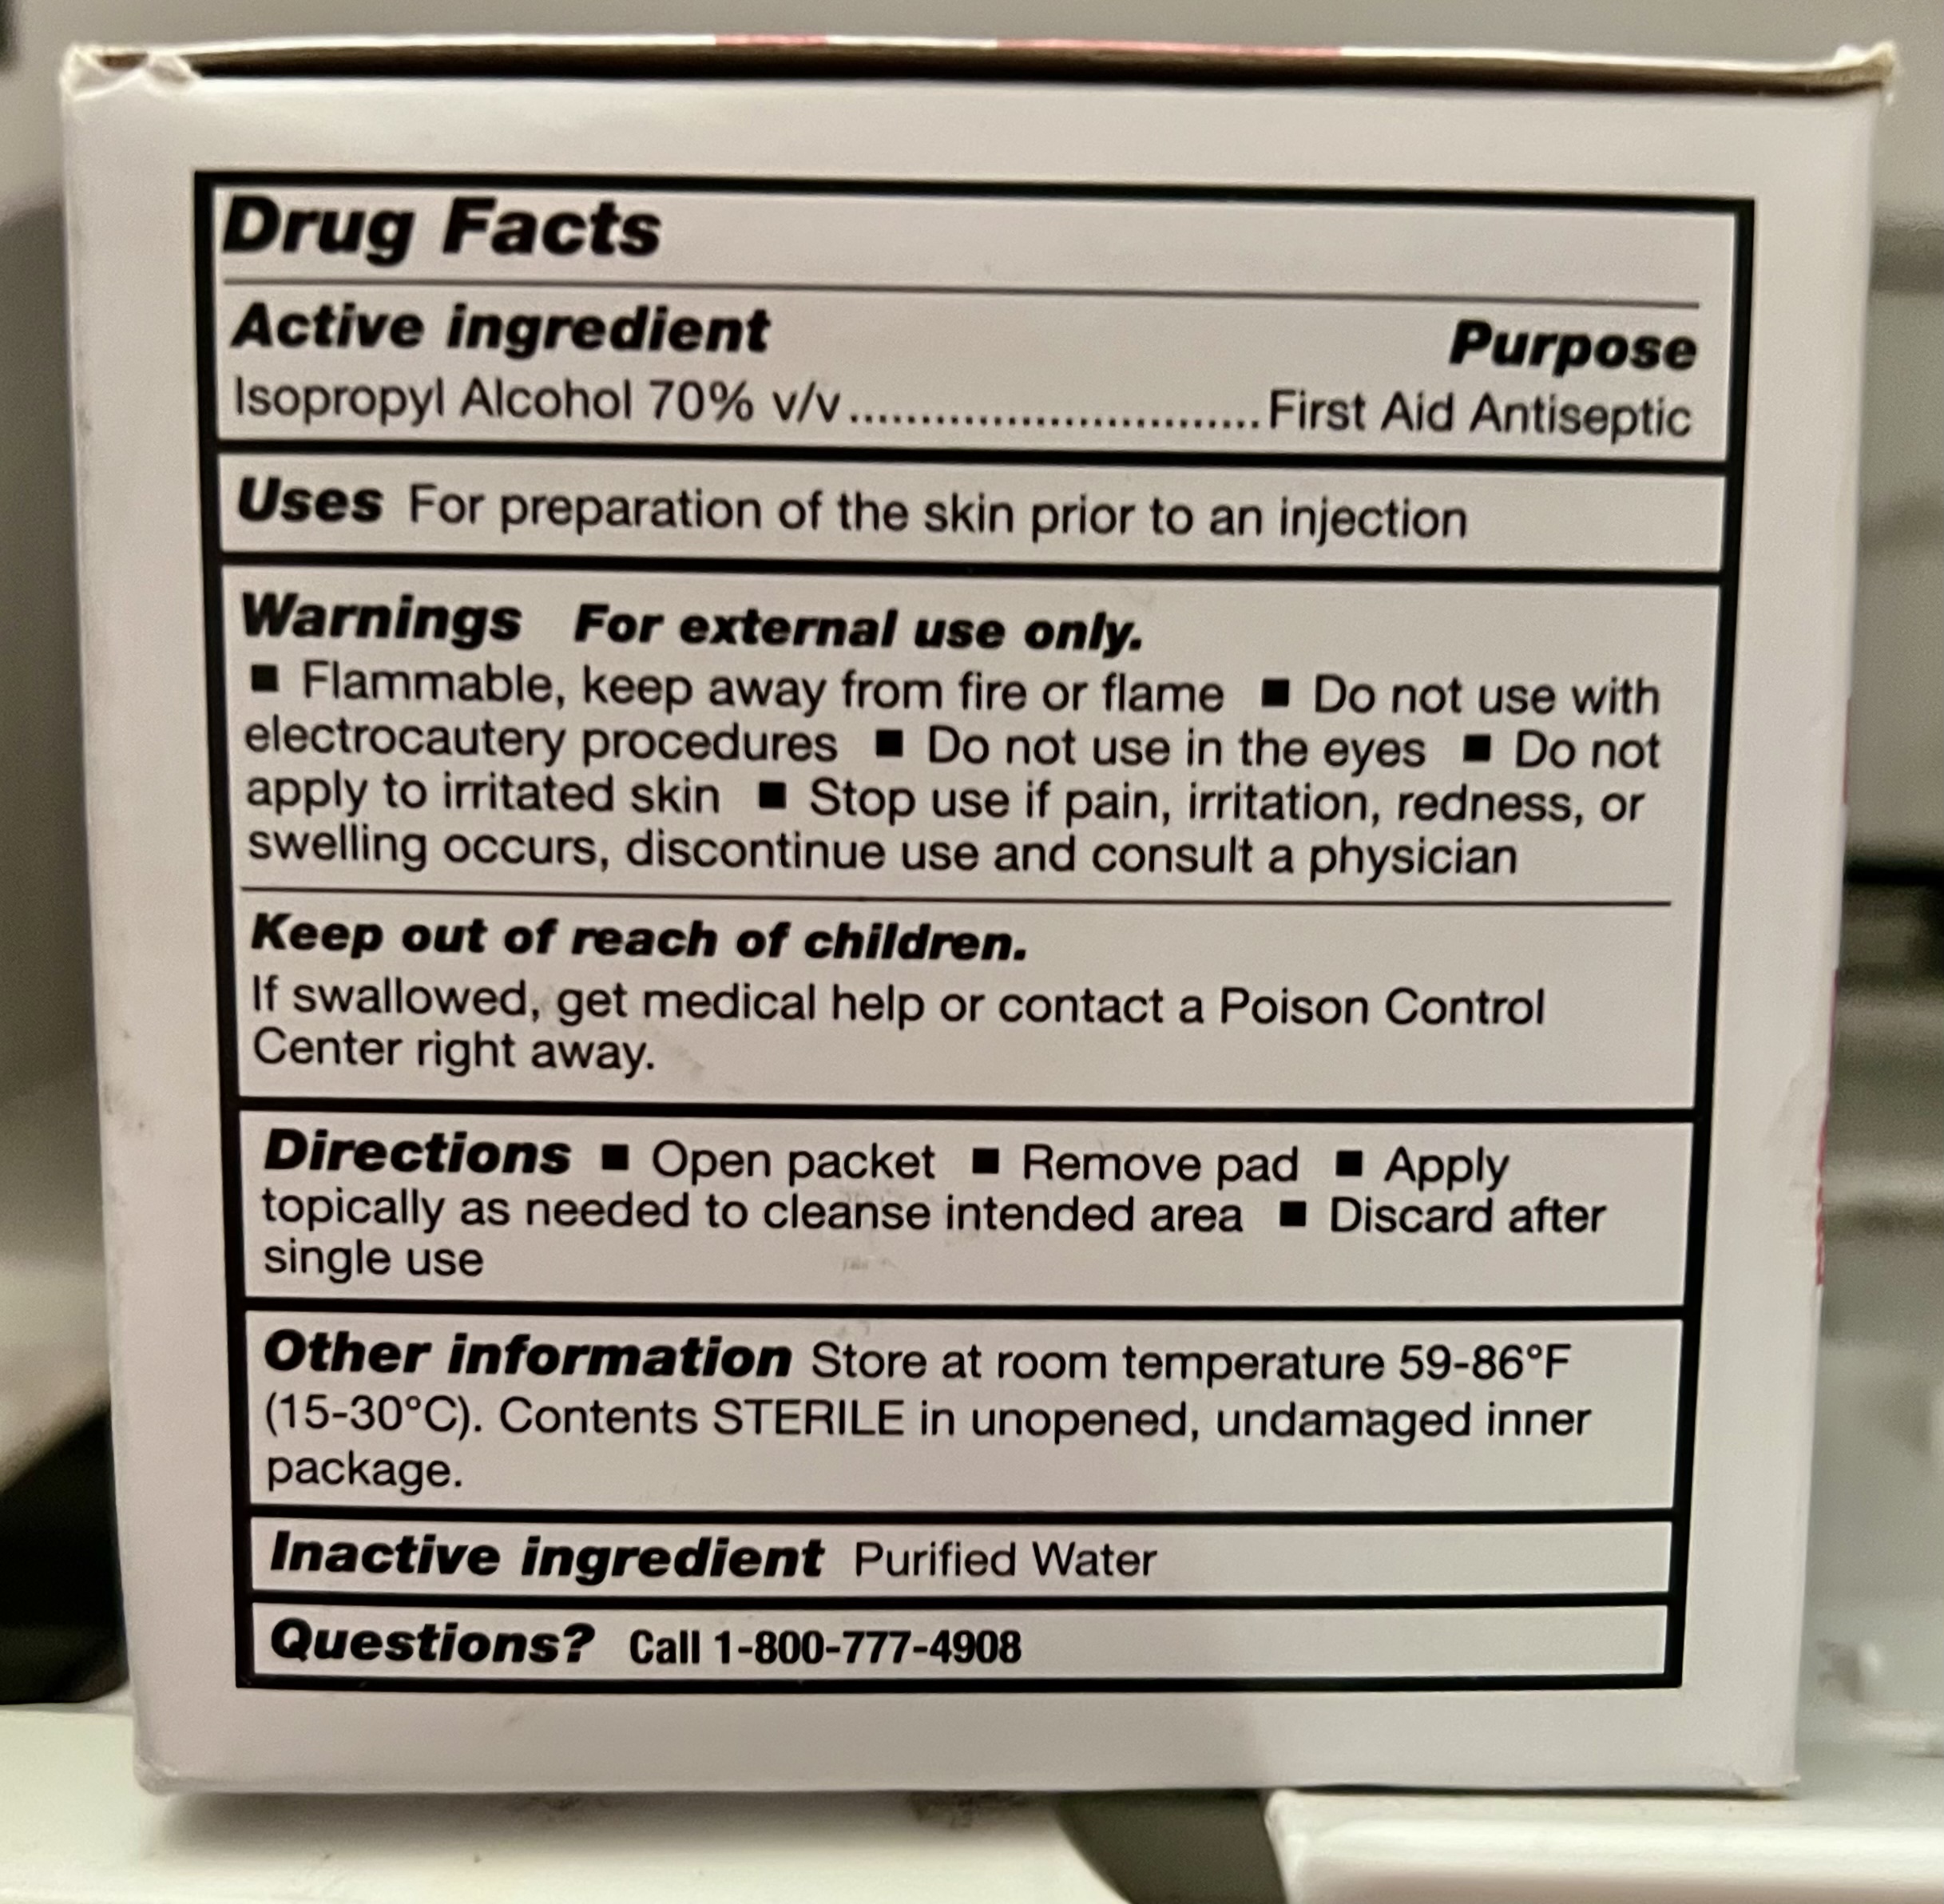 Drug Facts
Active ingredient Purpose
Isopropyl Alcohol 70% v/v.............................First Aid Antiseptic
Uses For preparation of the skin prior to an injection
Warnings For external use only.
■ Flammable, keep away from fire or flame ■ Do not use with
electrocautery procedures ■ Do not use in the eyes ■ Do not
apply to irritated skin ■ Stop use if pain, irritation, redness, or
swelling occurs, discontinue use and consult a physician
Keep out of reach of children.
If swallowed, get medical help or contact a Poison Control
Center right away.
Directions ■ Open packet ■ Remove pad ■ Apply
topically as needed to cleanse intended area ■ Discard after
single use
Other information Store at room temperature 59-86°F
(15-30°C). Contents STERILE in unopened, undamaged inner
package.
Inactive ingredient Purified Water
Questions? Call 1-800-777-4908